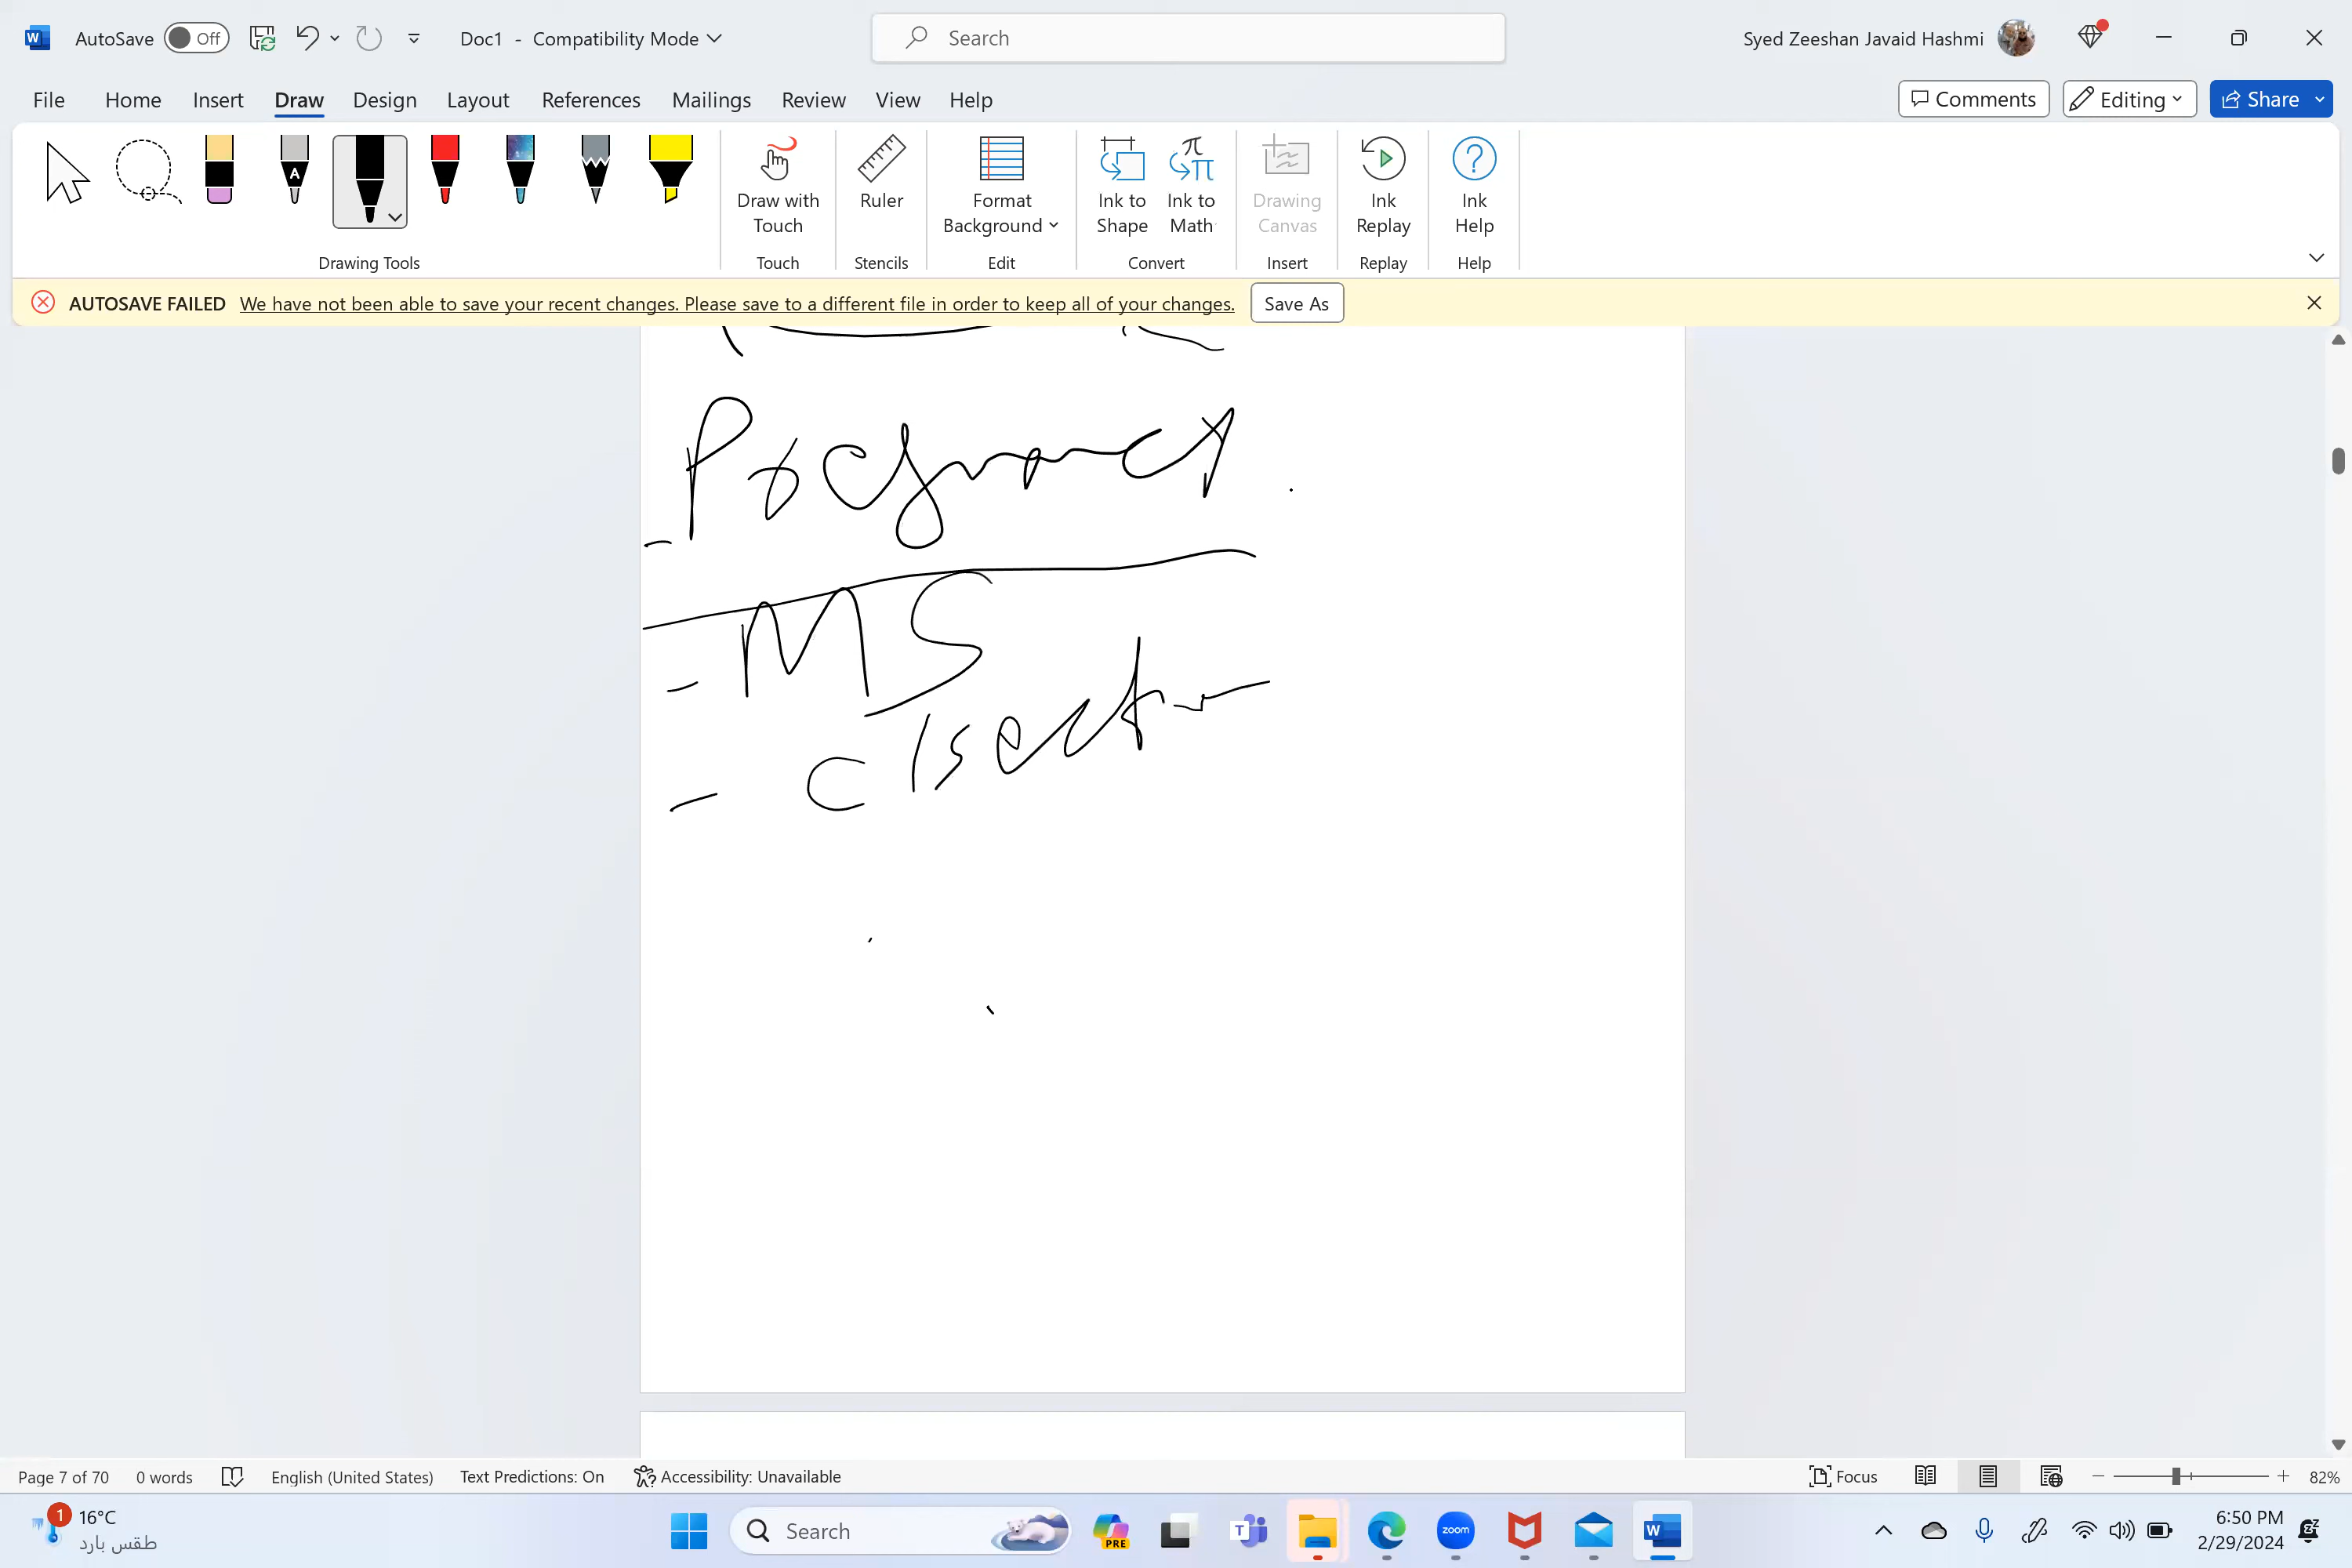 AutoSave Off Doc1 - Compatibility Mode Search Syed Zeeshan Javaid Hashmi
File Home Insert Draw Design Layout References Mailings Review View Help Comments Editing Share
A
Draw with Touch Ruler Format Background Ink to Shape Ink to Math Drawing Canvas Ink Replay Ink Help
Drawing Tools Touch Stencils Edit Convert Insert Replay Help
AUTOSAVE FAILED We have not been able to save your recent changes. Please save to a different file in order to keep all of your changes. Save As
- MS
- c/section
Page 7 of 70 0 words English (United States) Text Predictions: On Accessibility: Unavailable Focus 82%
1 16°C Search PRE T zoom W 6:50 PM
طقس بارد 2/29/2024